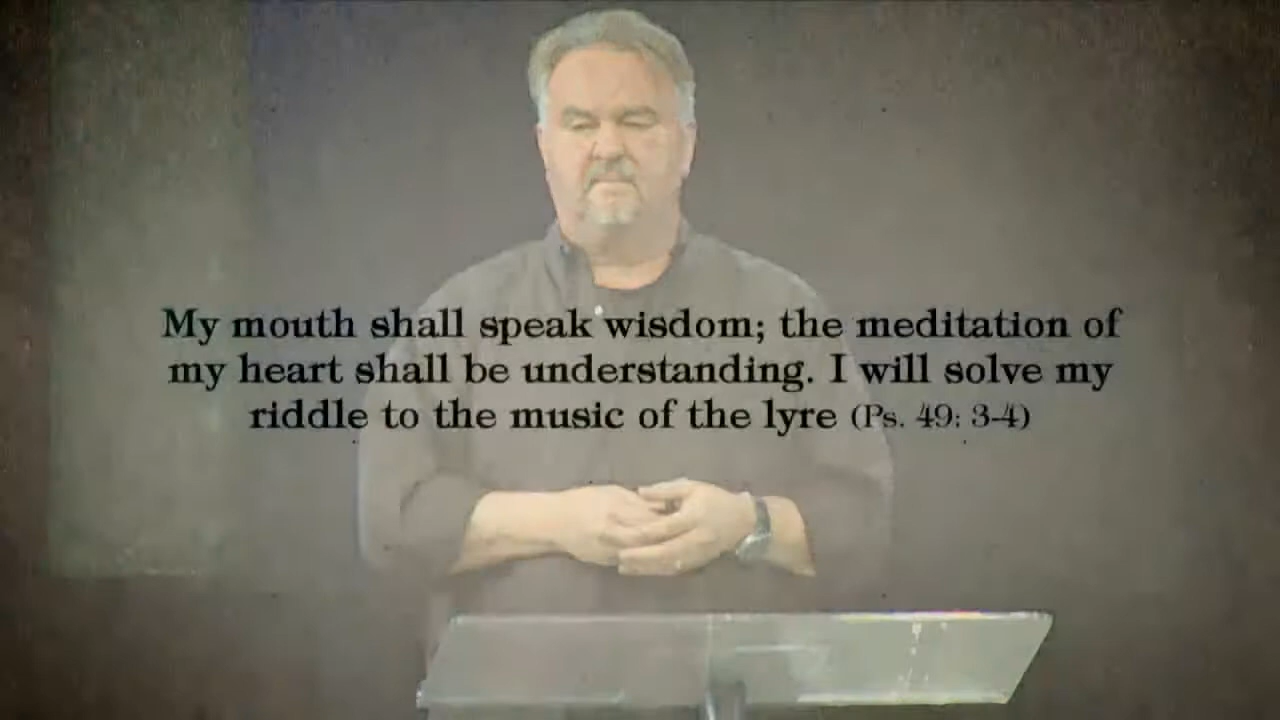 My mouth shall speak wisdom; the meditation of
my heart shall be understanding. I will solve my
riddle to the music of the lyre (Ps. 49: 3-4)